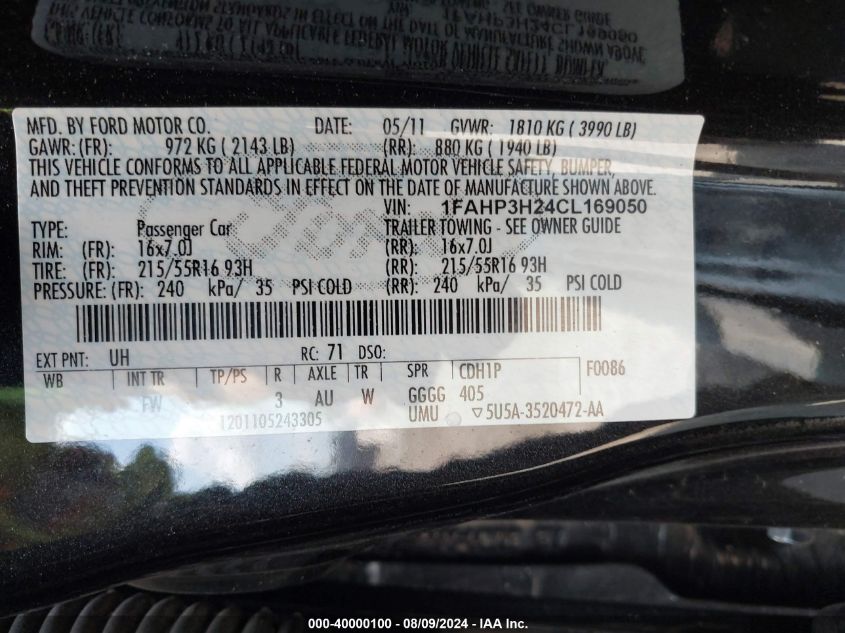 MFD. BY FORD MOTOR CO. DATE: 05/11 GVWR: 1810 KG ( 3990 LB)
GAWR: (FR): 972 KG ( 2143 LB) (RR): 880 KG ( 1940 LB)
THIS VEHICLE CONFORMS TO ALL APPLICABLE FEDERAL MOTOR VEHICLE SAFETY, BUMPER,
AND THEFT PREVENTION STANDARDS IN EFFECT ON THE DATE OF MANUFACTURE SHOWN ABOVE.
VIN: 1FAHP3H24CL169050
TYPE: Passenger Car TRAILER TOWING - SEE OWNER GUIDE
RIM: (FR): 16x7.0J (RR): 16x7.0J
TIRE: (FR): 215/55R16 93H (RR): 215/55R16 93H
PRESSURE: (FR): 240 kPa/ 35 PSI COLD (RR): 240 kPa/ 35 PSI COLD
EXT PNT: UH RC: 71 DSO:
WB INT TR TP/PS R AXLE TR SPR CDH1P F0086
FW 3 AU W GGGG 405
1201105243305 UMU ▽5U5A-3520472-AA
000-40000100 - 08/09/2024 - IAA Inc.